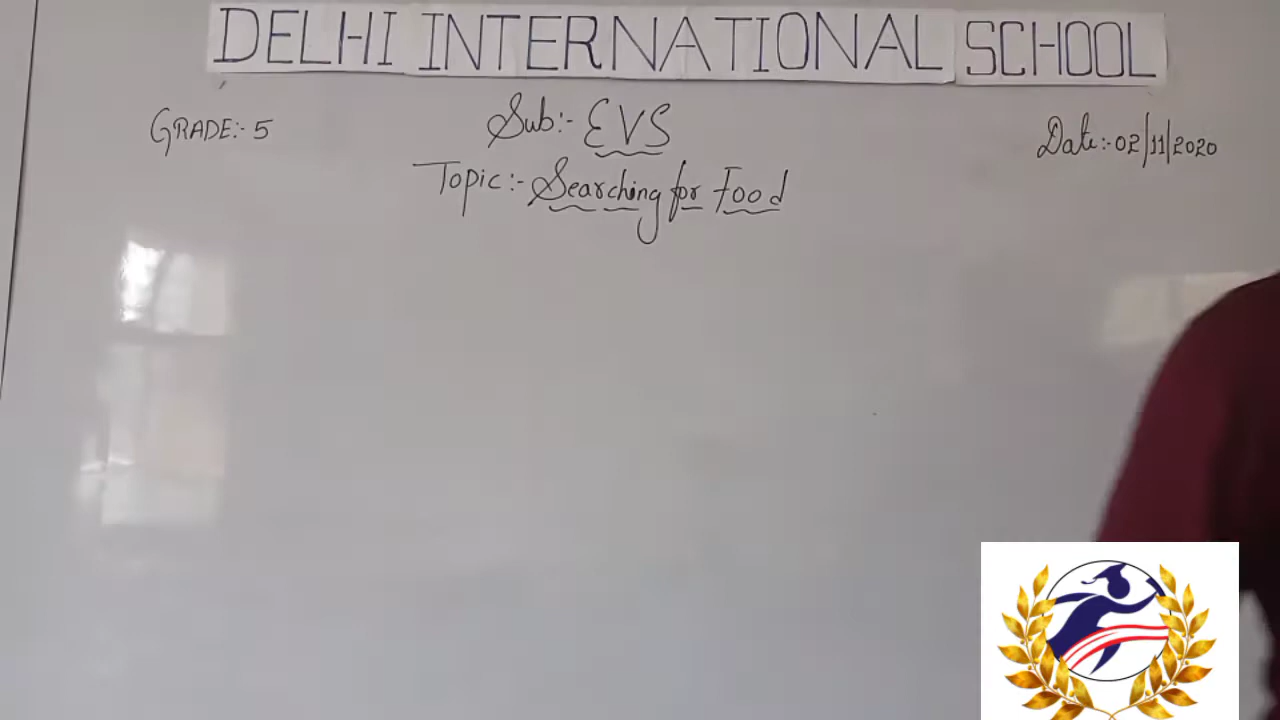 DELHI INTERNATIONAL SCHOOL
GRADE:- 5
Sub:- EVS
Date:- 02/11/2020
Topic:- Searching for Food